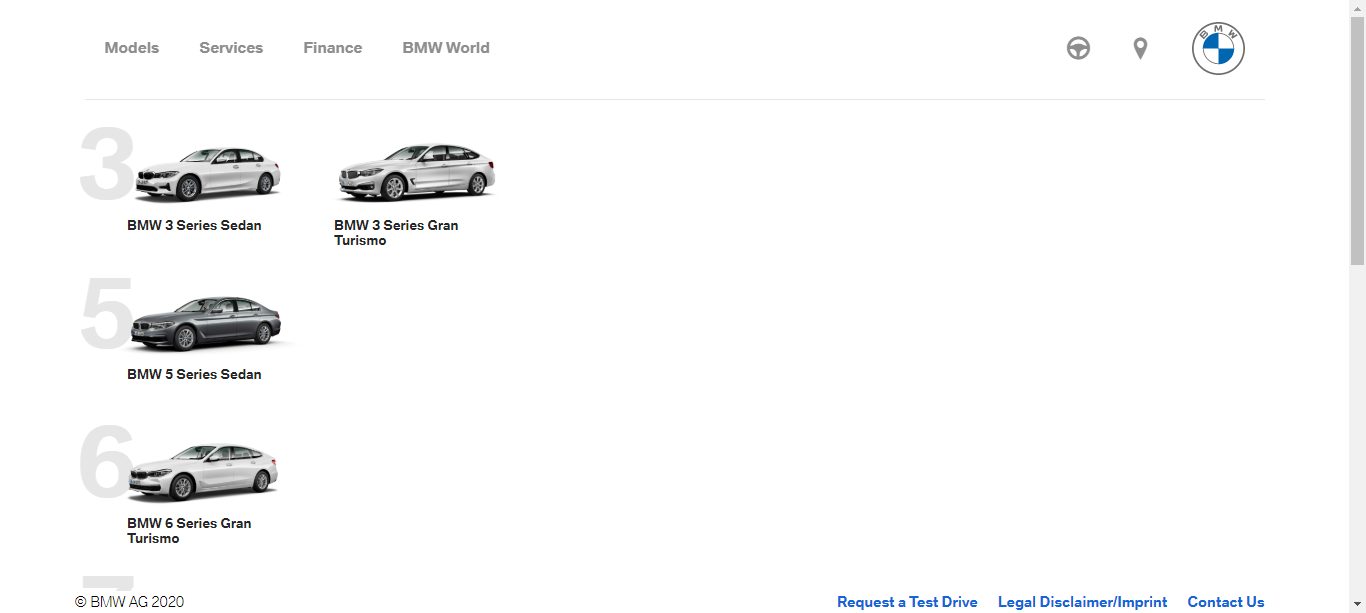 Models Services Finance BMW World
BMW
3
BMW 3 Series Sedan
BMW 3 Series Gran
Turismo
5
BMW 5 Series Sedan
6
BMW 6 Series Gran
Turismo
© BMW AG 2020
Request a Test Drive Legal Disclaimer/Imprint Contact Us